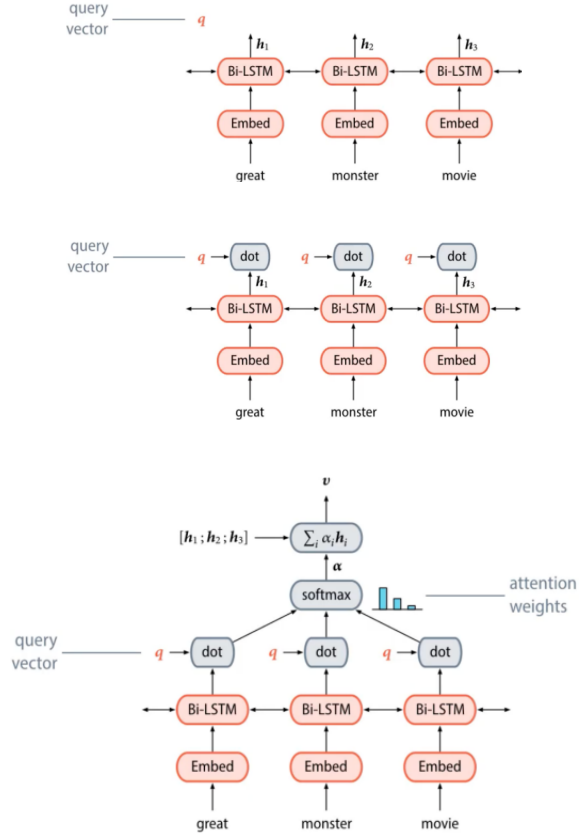 query
vector
q
h₁ h₂ h₃
Bi-LSTM Bi-LSTM Bi-LSTM
Embed Embed Embed
great monster movie
query
vector
q dot q dot q dot
h₁ h₂ h₃
Bi-LSTM Bi-LSTM Bi-LSTM
Embed Embed Embed
great monster movie
v
[h₁ ; h₂ ; h₃] ∑ᵢ αᵢhᵢ
α
softmax
attention
weights
query
vector
q dot q dot q dot
Bi-LSTM Bi-LSTM Bi-LSTM
Embed Embed Embed
great monster movie